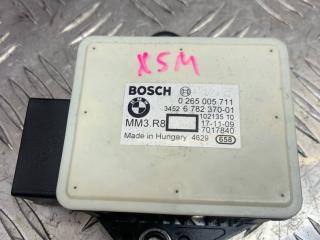 X5M
BOSCH
0 265 005 711
3452 6 782 370-01
102135 10
MM3.R8 17-11-09
7017840
Made in Hungary 4629 658